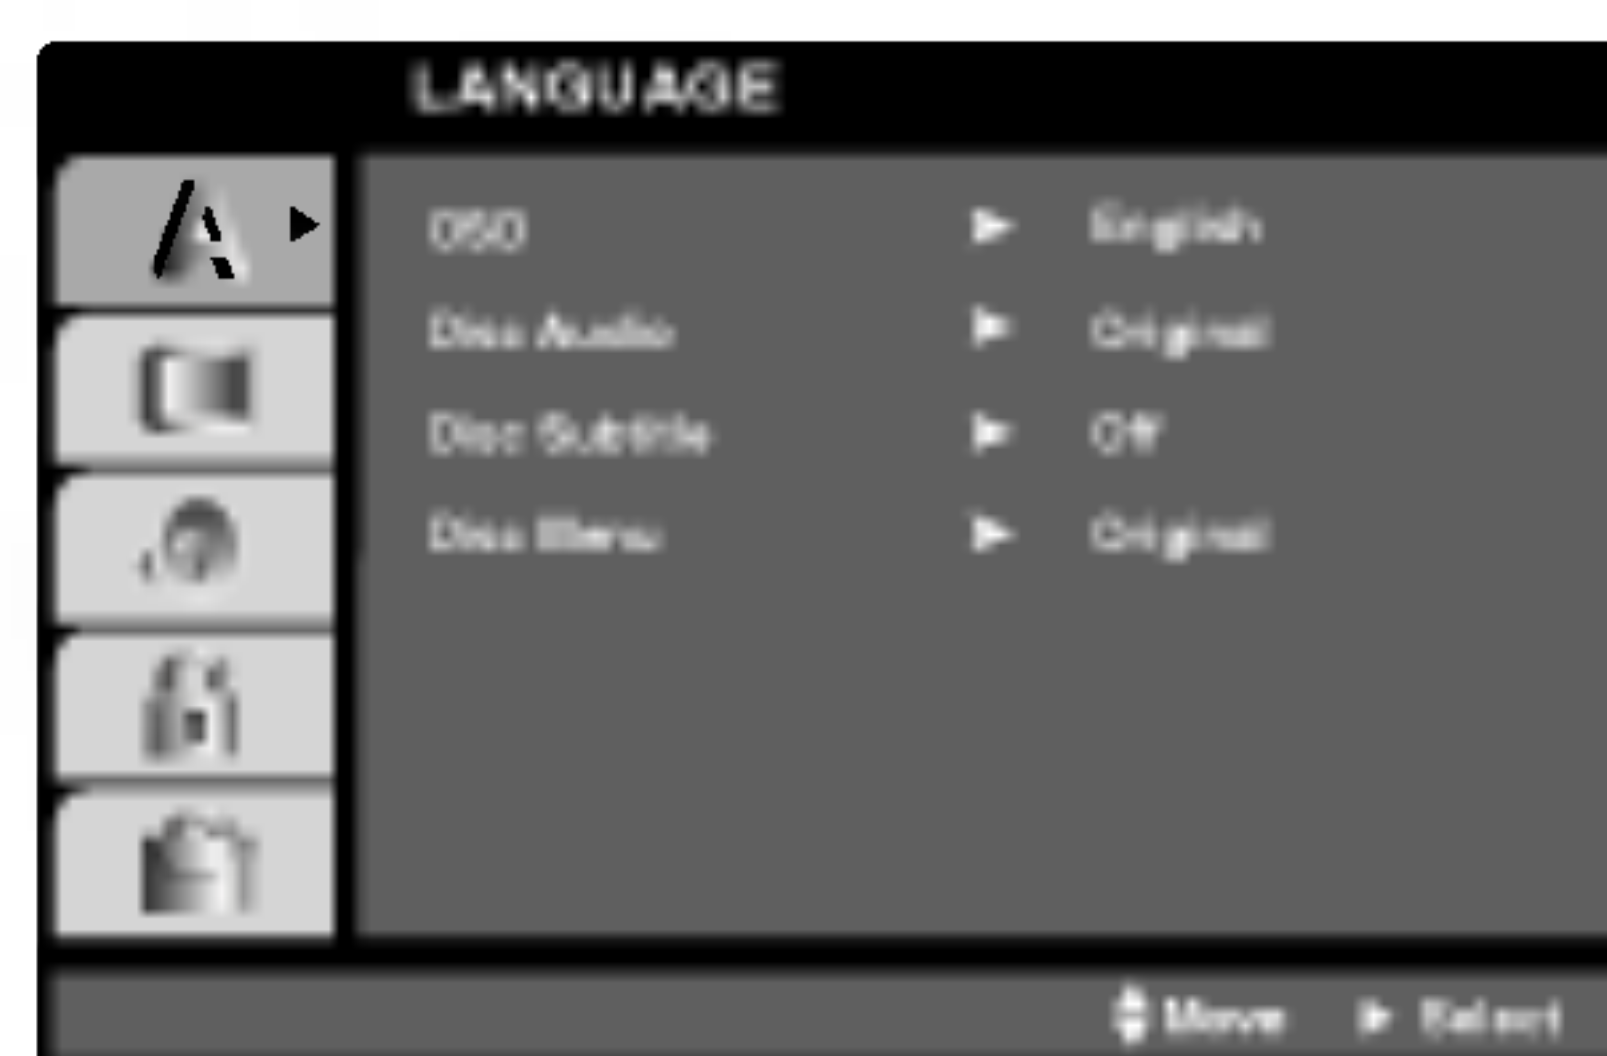 LANGUAGE
OSD ► English
Disc Audio ► Original
Disc Subtitle ► Off
Disc Menu ► Original
Move ► Select